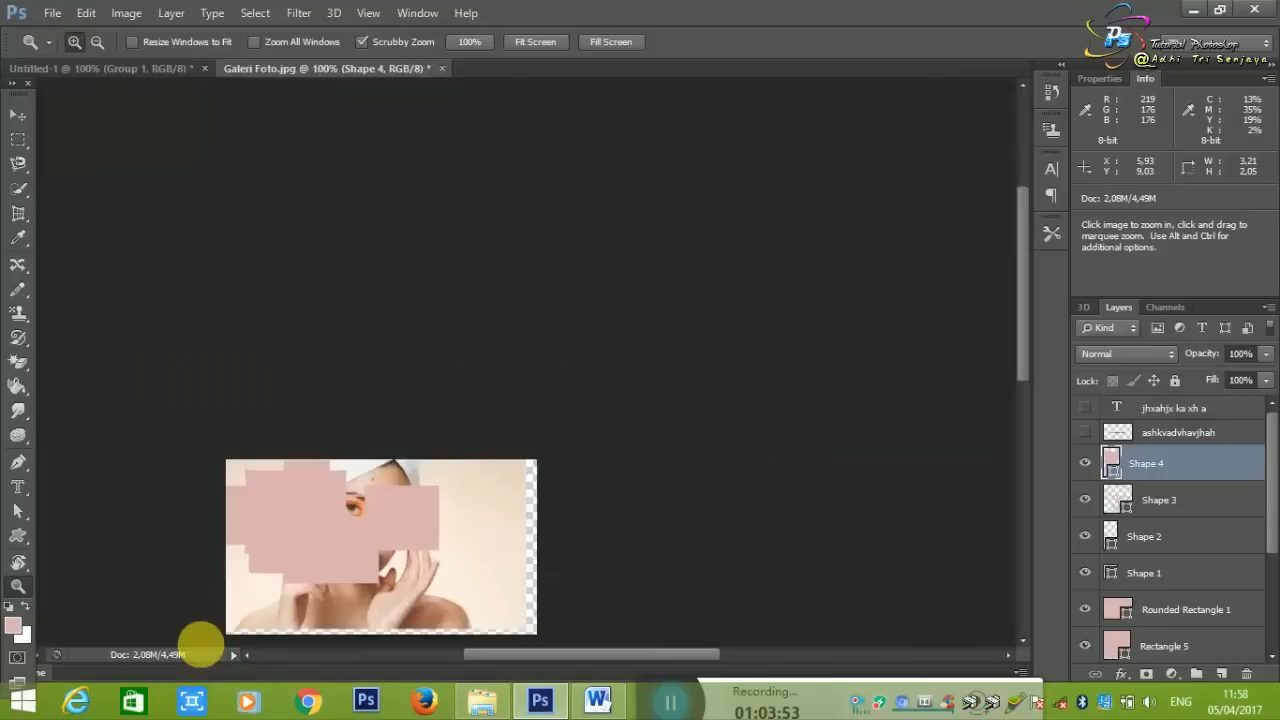 Ps File Edit Image Layer Type Select Filter 3D View Window Help
Resize Windows to Fit Zoom All Windows Scrubby Zoom 100% Fit Screen Fill Screen
Ps Tutorial Photoshop
@Adhi Tri Senjaya
Untitled-1 @ 100% (Group 1, RGB/8) * × Galeri Foto.jpg @ 100% (Shape 4, RGB/8) * ×
Properties Info
R : 219 C : 13%
G : 176 M : 35%
B : 176 Y : 19%
K : 2%
8-bit 8-bit
X : 5,93 W : 3,21
Y : 9,03 H : 2,05
Doc: 2,08M/4,49M
Click image to zoom in, click and drag to
marquee zoom. Use Alt and Ctrl for
additional options.
3D Layers Channels
Kind
Normal Opacity: 100%
Lock: Fill: 100%
jhxahjx ka xh a
ashkvadvhavjhah
Shape 4
Shape 3
Shape 2
Shape 1
Rounded Rectangle 1
Rectangle 5
Doc: 2,08M/4,49M
Recording...
01:03:53
ENG
11:58
05/04/2017